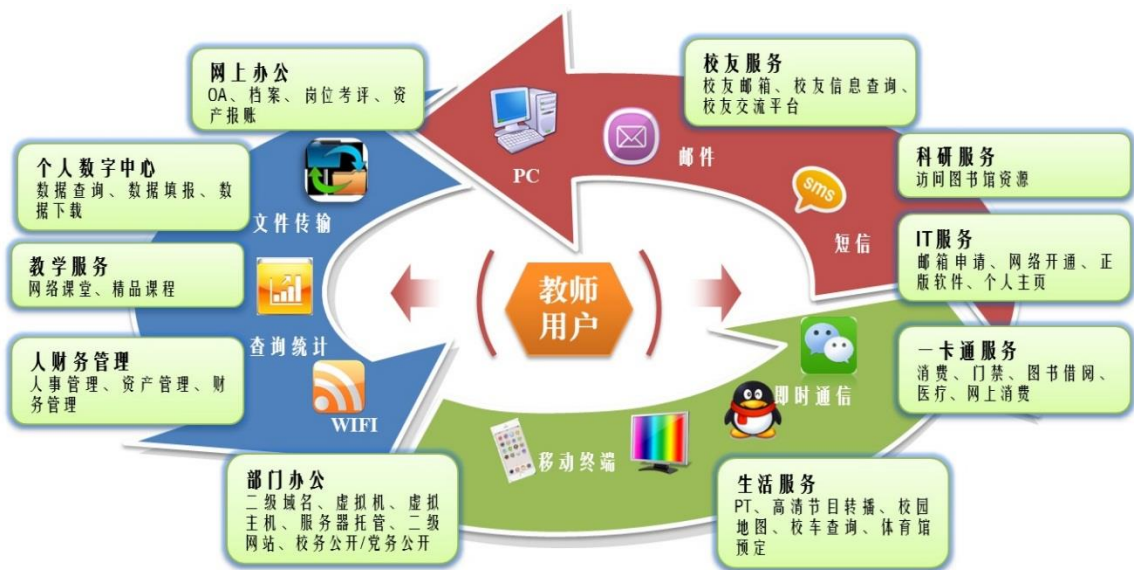 网上办公
OA、档案、岗位考评、资
产报账
校友服务
校友邮箱、校友信息查询、
校友交流平台
个人数字中心
数据查询、数据填报、数
据下载
科研服务
访问图书馆资源
教学服务
网络课堂、精品课程
IT服务
邮箱申请、网络开通、正
版软件、个人主页
人财务管理
人事管理、资产管理、财
务管理
一卡通服务
消费、门禁、图书借阅、
医疗、网上消费
部门办公
二级域名、虚拟机、虚拟
主机、服务器托管、二级
网站、校务公开/党务公开
生活服务
PT、高清节目转播、校园
地图、校车查询、体育馆
预定
PC
邮件
sms
短信
文件传输
查询统计
WIFI
移动终端
即时通信
教师
用户